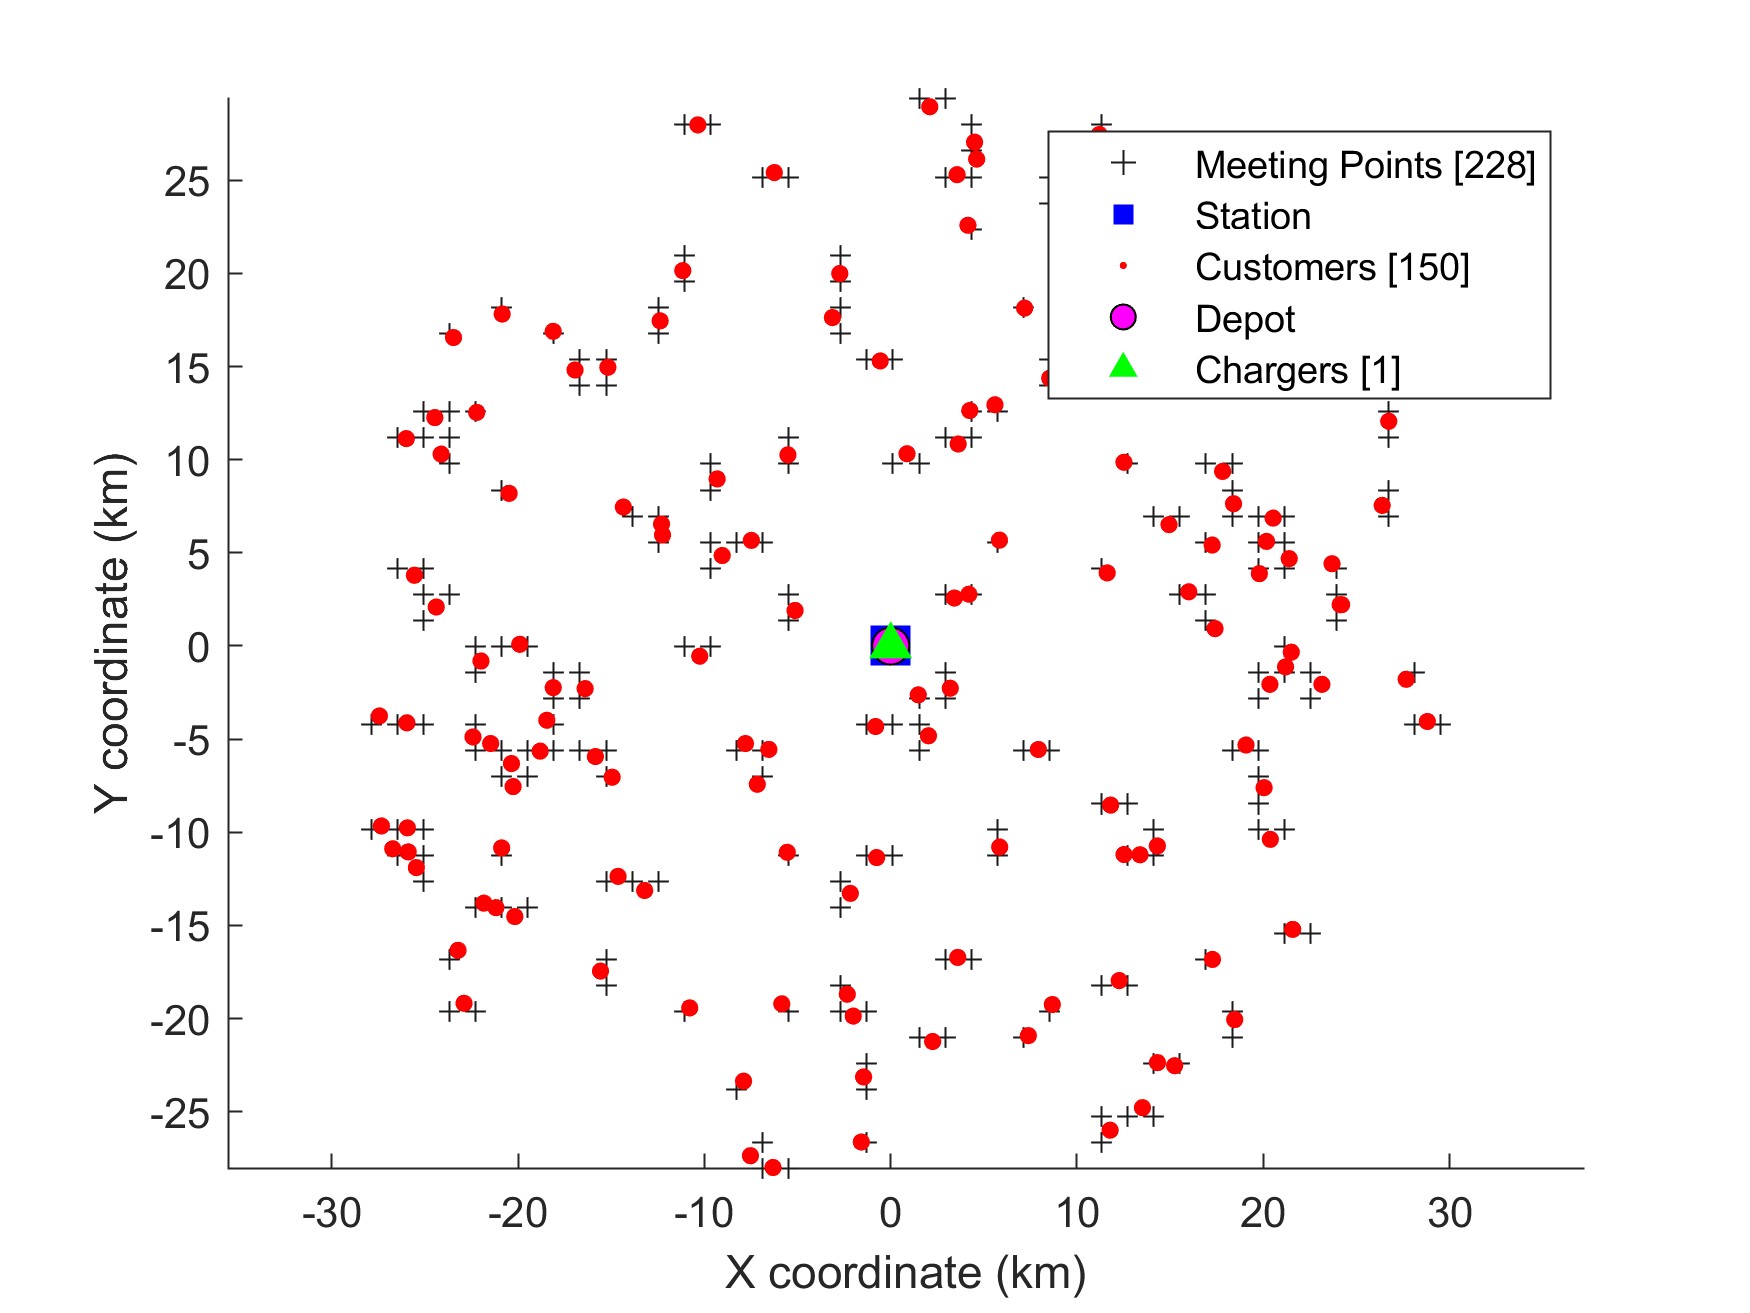 Meeting Points [228]
Station
Customers [150]
Depot
Chargers [1]
25
20
15
10
5
0
-5
-10
-15
-20
-25
Y coordinate (km)
-30 -20 -10 0 10 20 30
X coordinate (km)